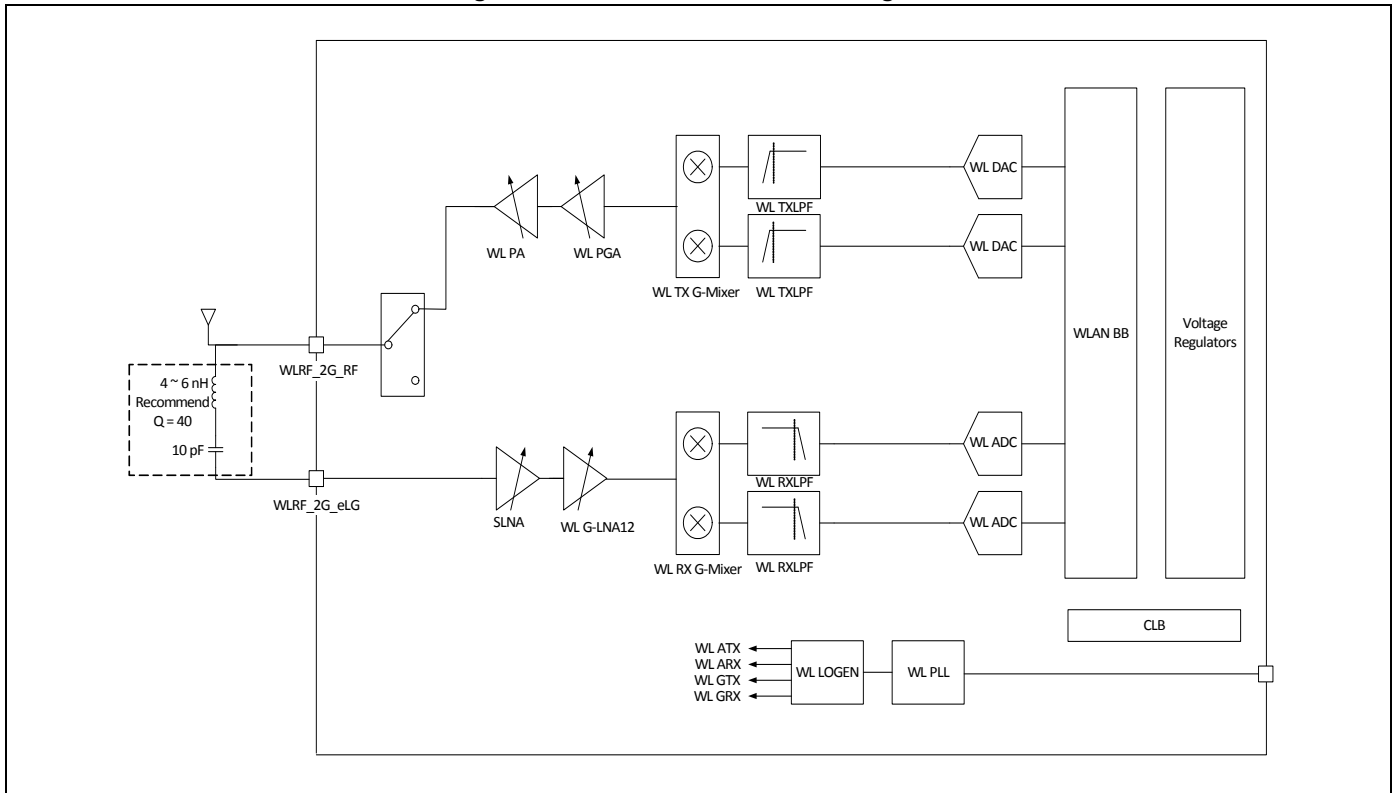 WL DAC
WL TXLPF
WL DAC
WL PA
WL PGA
WL TX G-Mixer
WL TXLPF
WLAN BB
Voltage
Regulators
WLRF_2G_RF
4 ~ 6 nH
Recommend
Q = 40
10 pF
WL ADC
WL RXLPF
WLRF_2G_eLG
SLNA
WL G-LNA12
WL ADC
WL RX G-Mixer
WL RXLPF
CLB
WL ATX
WL ARX
WL GTX
WL GRX
WL LOGEN
WL PLL